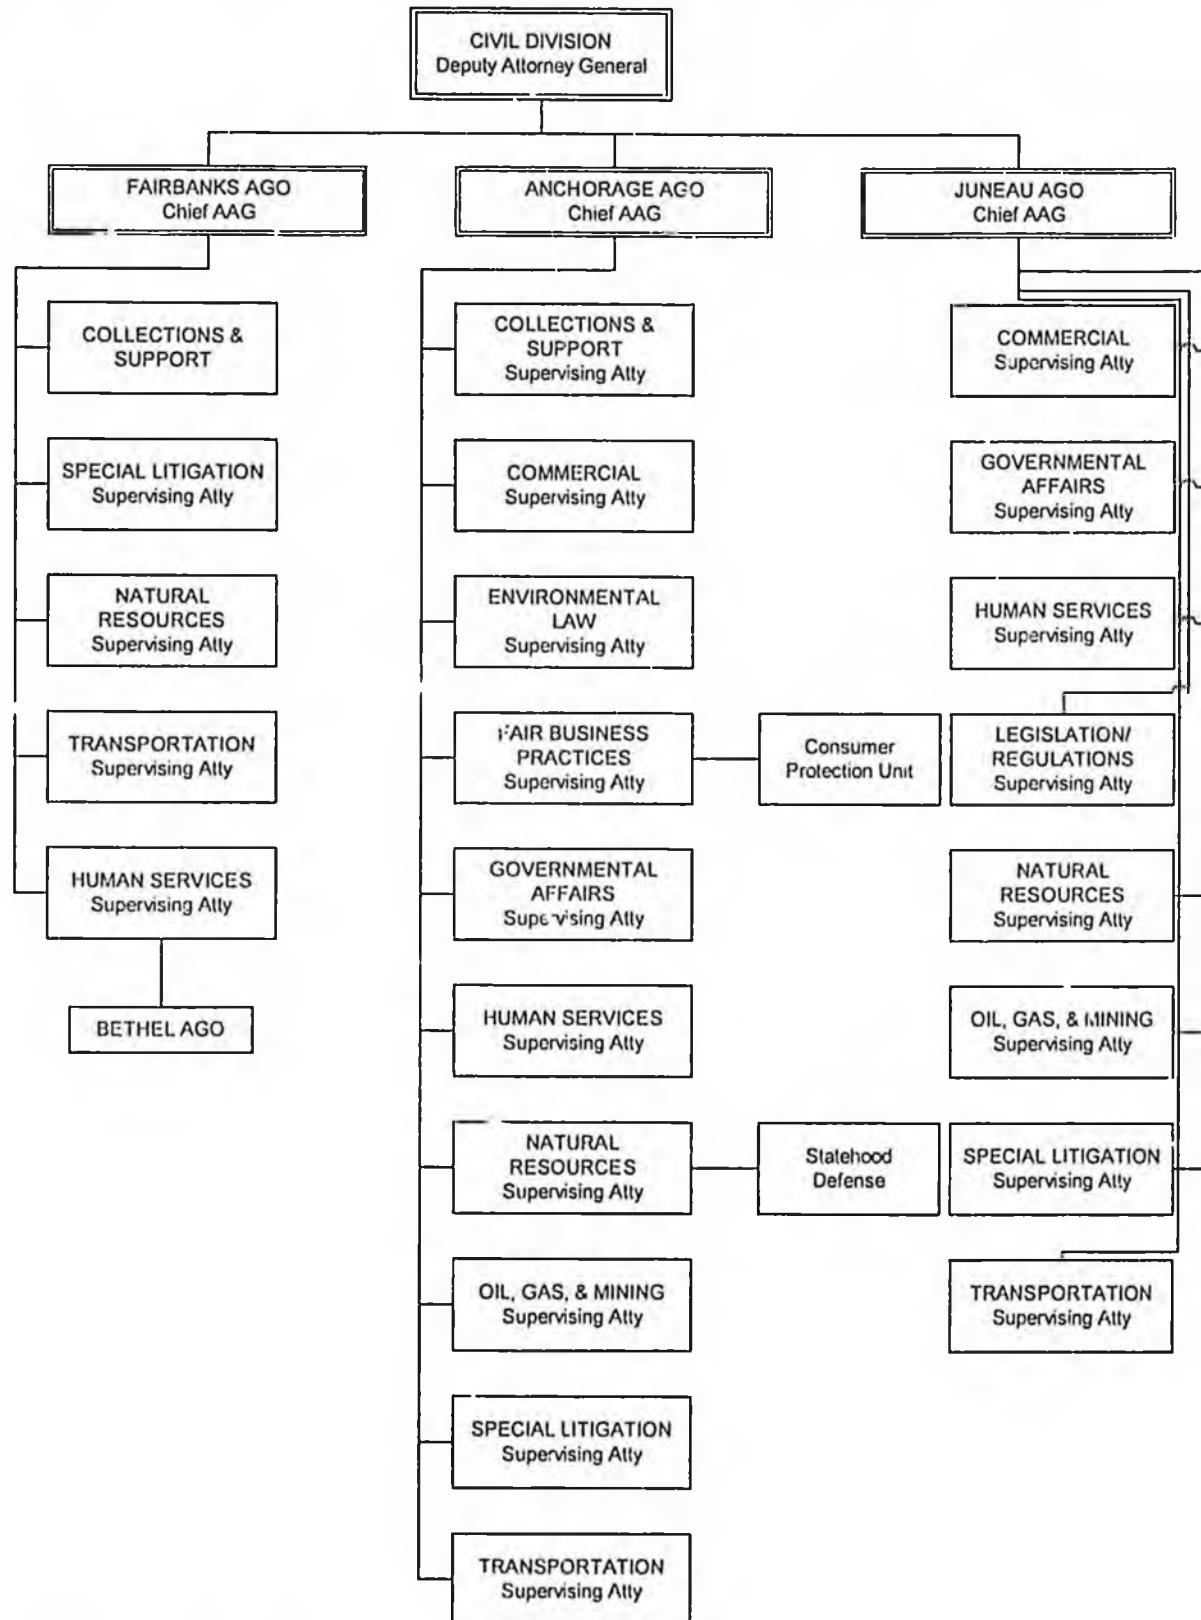 CIVIL DIVISION
Deputy Attorney General
FAIRBANKS AGO
Chief AAG
COLLECTIONS &
SUPPORT
SPECIAL LITIGATION
Supervising Atty
NATURAL
RESOURCES
Supervising Atty
TRANSPORTATION
Supervising Atty
HUMAN SERVICES
Supervising Atty
BETHEL AGO
ANCHORAGE AGO
Chief AAG
COLLECTIONS &
SUPPORT
Supervising Atty
COMMERCIAL
Supervising Atty
ENVIRONMENTAL
LAW
Supervising Atty
FAIR BUSINESS
PRACTICES
Supervising Atty
Consumer
Protection Unit
GOVERNMENTAL
AFFAIRS
Supervising Atty
HUMAN SERVICES
Supervising Atty
NATURAL
RESOURCES
Supervising Atty
Statehood
Defense
OIL, GAS, & MINING
Supervising Atty
SPECIAL LITIGATION
Supervising Atty
TRANSPORTATION
Supervising Atty
JUNEAU AGO
Chief AAG
COMMERCIAL
Supervising Atty
GOVERNMENTAL
AFFAIRS
Supervising Atty
HUMAN SERVICES
Supervising Atty
LEGISLATION/
REGULATIONS
Supervising Atty
NATURAL
RESOURCES
Supervising Atty
OIL, GAS, & MINING
Supervising Atty
SPECIAL LITIGATION
Supervising Atty
TRANSPORTATION
Supervising Atty